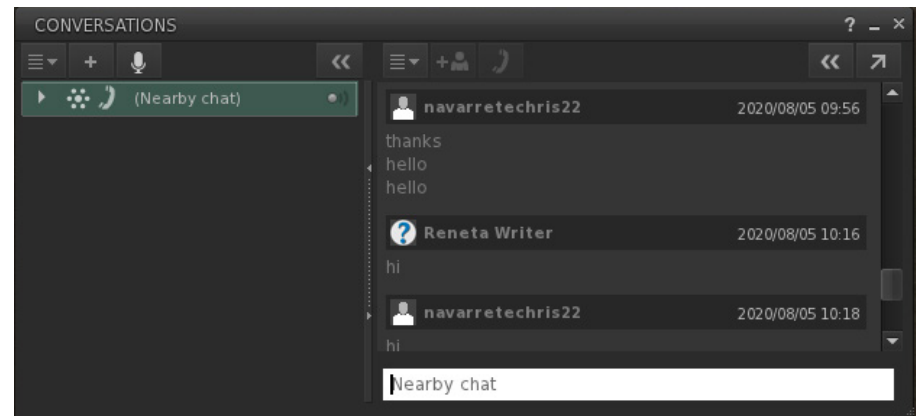 CONVERSATIONS
(Nearby chat)
navarretechris22 2020/08/05 09:56
thanks
hello
hello
Reneta Writer 2020/08/05 10:16
hi
navarretechris22 2020/08/05 10:18
hi
Nearby chat